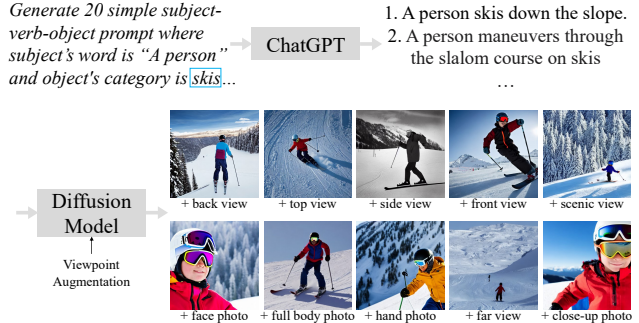 Generate 20 simple subject-
verb-object prompt where
subject's word is "A person"
and object's category is skis...
ChatGPT
1. A person skis down the slope.
2. A person maneuvers through
the slalom course on skis
...
Diffusion
Model
Viewpoint
Augmentation
+ back view
+ top view
+ side view
+ front view
+ scenic view
+ face photo
+ full body photo
+ hand photo
+ far view
+ close-up photo